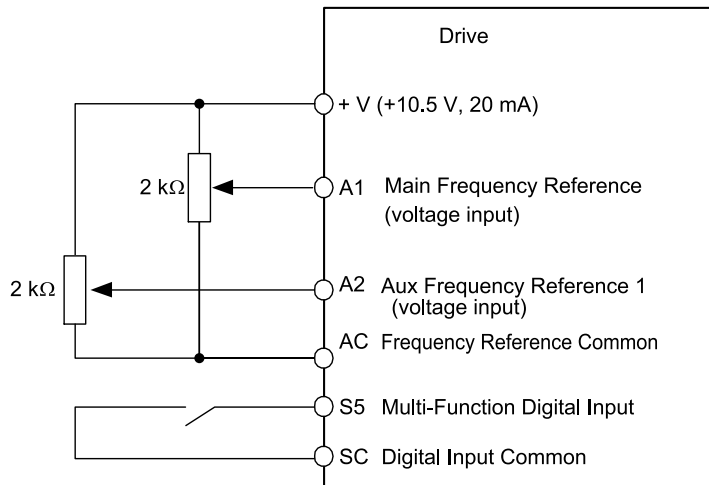 Drive
+ V (+10.5 V, 20 mA)
2 kΩ
A1 Main Frequency Reference
(voltage input)
2 kΩ
A2 Aux Frequency Reference 1
(voltage input)
AC Frequency Reference Common
S5 Multi-Function Digital Input
SC Digital Input Common